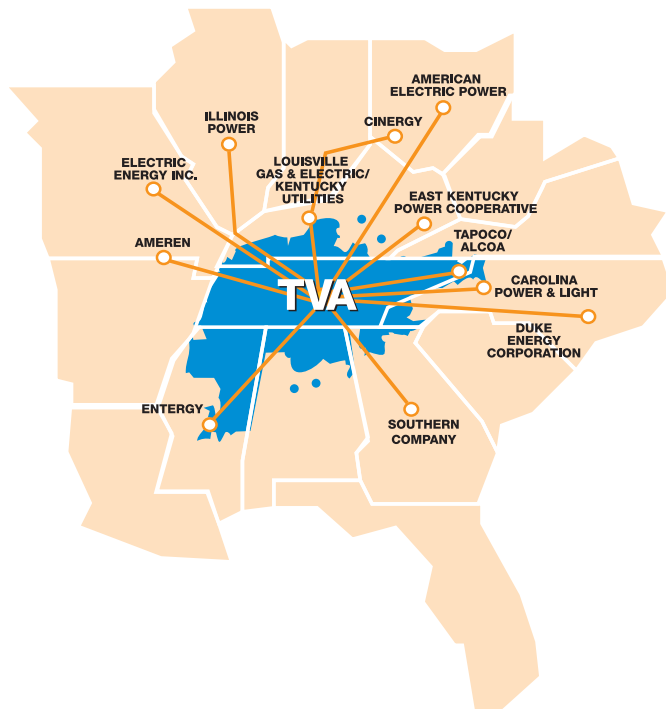 AMERICAN
ELECTRIC POWER
ILLINOIS
POWER
CINERGY
ELECTRIC
ENERGY INC.
LOUISVILLE
GAS & ELECTRIC/
KENTUCKY
UTILITIES
EAST KENTUCKY
POWER COOPERATIVE
AMEREN
TAPOCO/
ALCOA
TVA
CAROLINA
POWER & LIGHT
DUKE
ENERGY
CORPORATION
ENTERGY
SOUTHERN
COMPANY